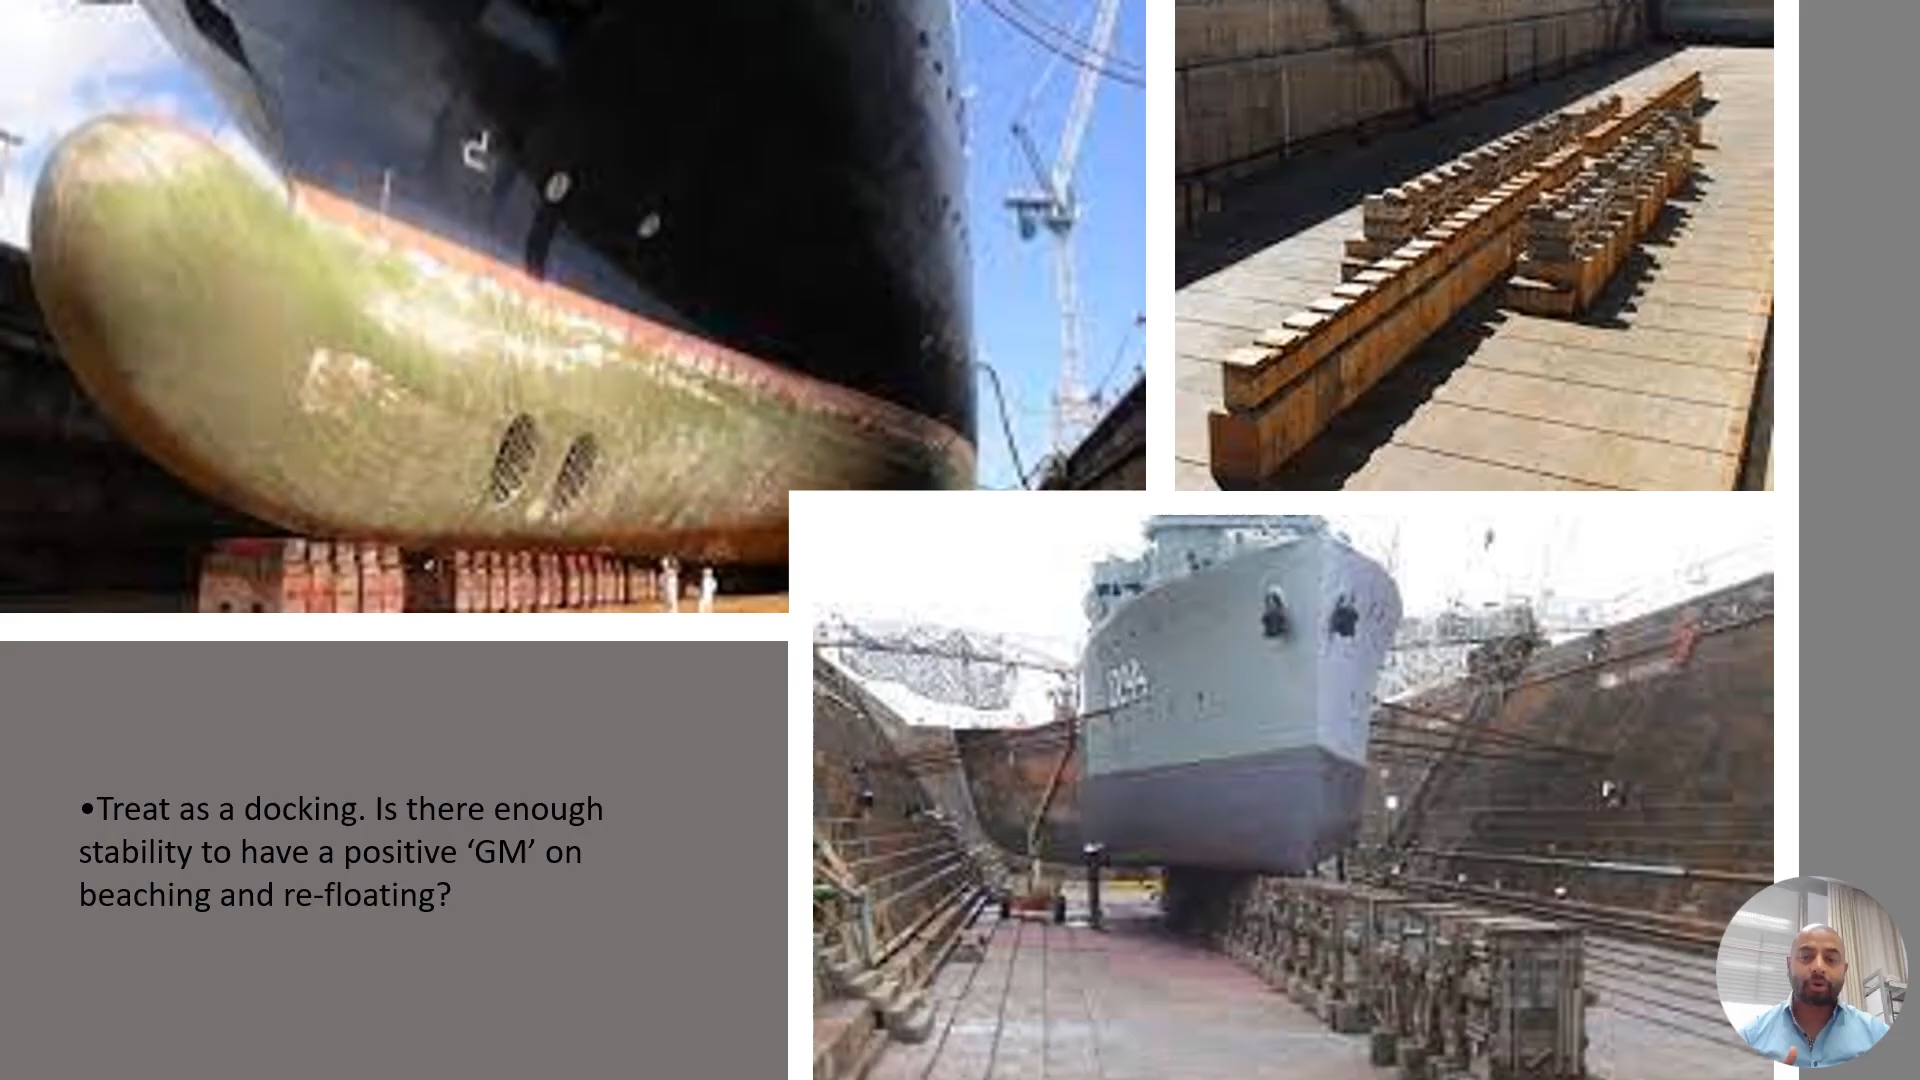 •Treat as a docking. Is there enough
stability to have a positive ‘GM’ on
beaching and re-floating?